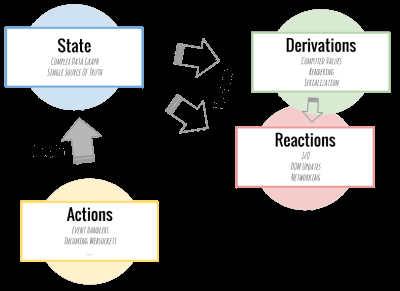 State
Complex Data Graph
Single Source Of Truth
Derivations
Computed Values
Rendering
Serialization
Reactions
I/O
DOM Updates
Networking
Actions
Event Handlers
Incoming Websockets
...